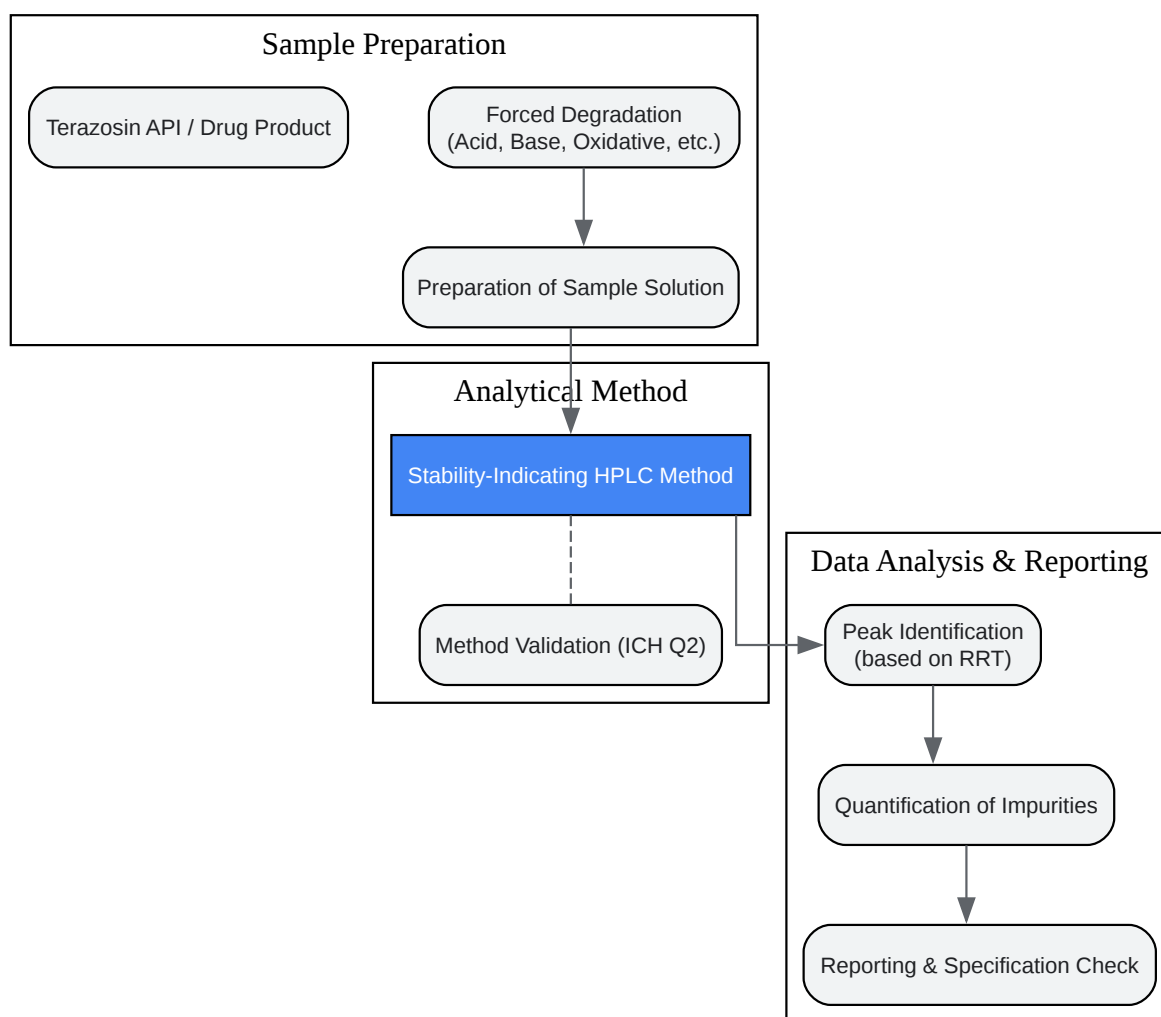 Sample Preparation
Terazosin API / Drug Product
Forced Degradation
(Acid, Base, Oxidative, etc.)
Preparation of Sample Solution
Analytical Method
Stability-Indicating HPLC Method
Method Validation (ICH Q2)
Data Analysis & Reporting
Peak Identification
(based on RRT)
Quantification of Impurities
Reporting & Specification Check